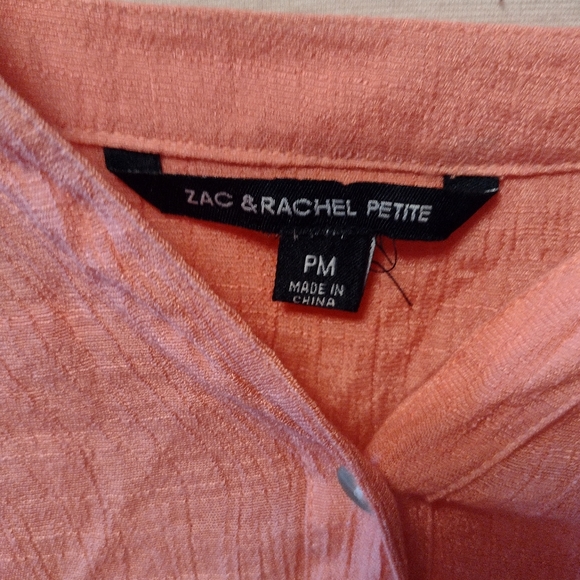 ZAC & RACHEL PETITE
PM
MADE IN
CHINA